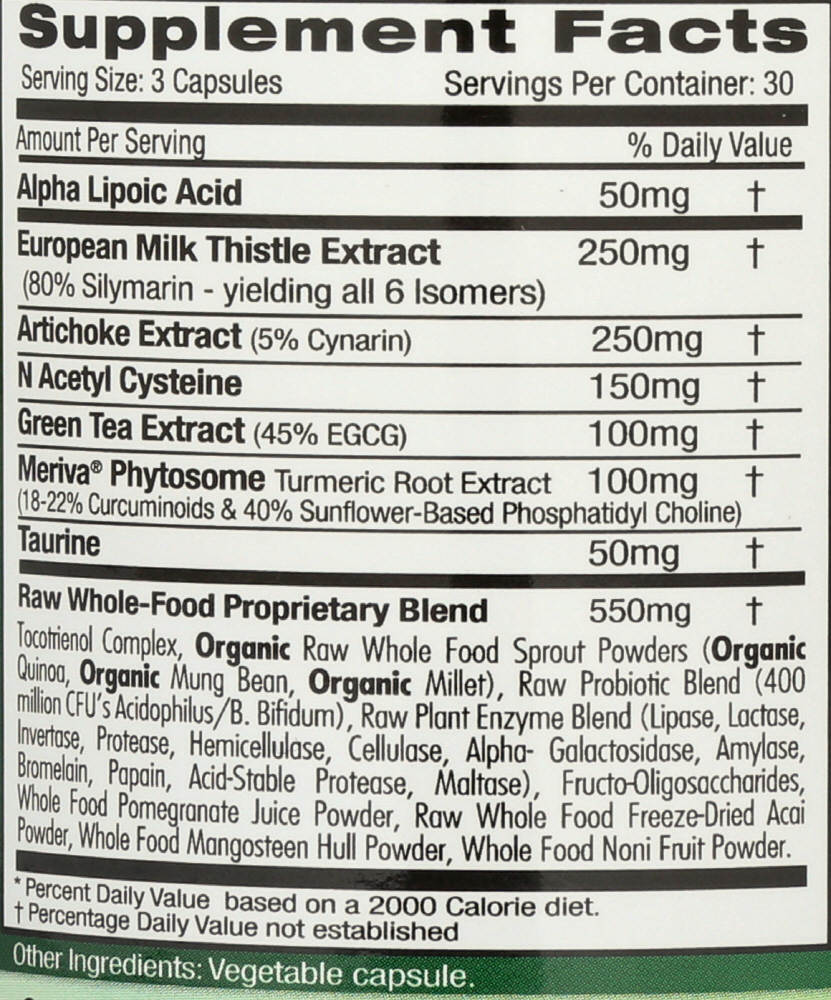 Supplement Facts
Serving Size: 3 Capsules Servings Per Container: 30
Amount Per Serving % Daily Value
Alpha Lipoic Acid 50mg †
European Milk Thistle Extract 250mg †
(80% Silymarin - yielding all 6 Isomers)
Artichoke Extract (5% Cynarin) 250mg †
N Acetyl Cysteine 150mg †
Green Tea Extract (45% EGCG) 100mg †
Meriva® Phytosome Turmeric Root Extract 100mg †
(18-22% Curcuminoids & 40% Sunflower-Based Phosphatidyl Choline)
Taurine 50mg †
Raw Whole-Food Proprietary Blend 550mg †
Tocotrienol Complex, Organic Raw Whole Food Sprout Powders (Organic
Quinoa, Organic Mung Bean, Organic Millet), Raw Probiotic Blend (400
million CFU's Acidophilus/B. Bifidum), Raw Plant Enzyme Blend (Lipase, Lactase,
Invertase, Protease, Hemicellulase, Cellulase, Alpha- Galactosidase, Amylase,
Bromelain, Papain, Acid-Stable Protease, Maltase), Fructo-Oligosaccharides,
Whole Food Pomegranate Juice Powder, Raw Whole Food Freeze-Dried Acai
Powder, Whole Food Mangosteen Hull Powder, Whole Food Noni Fruit Powder.
* Percent Daily Value based on a 2000 Calorie diet.
† Percentage Daily Value not established
Other Ingredients: Vegetable capsule.